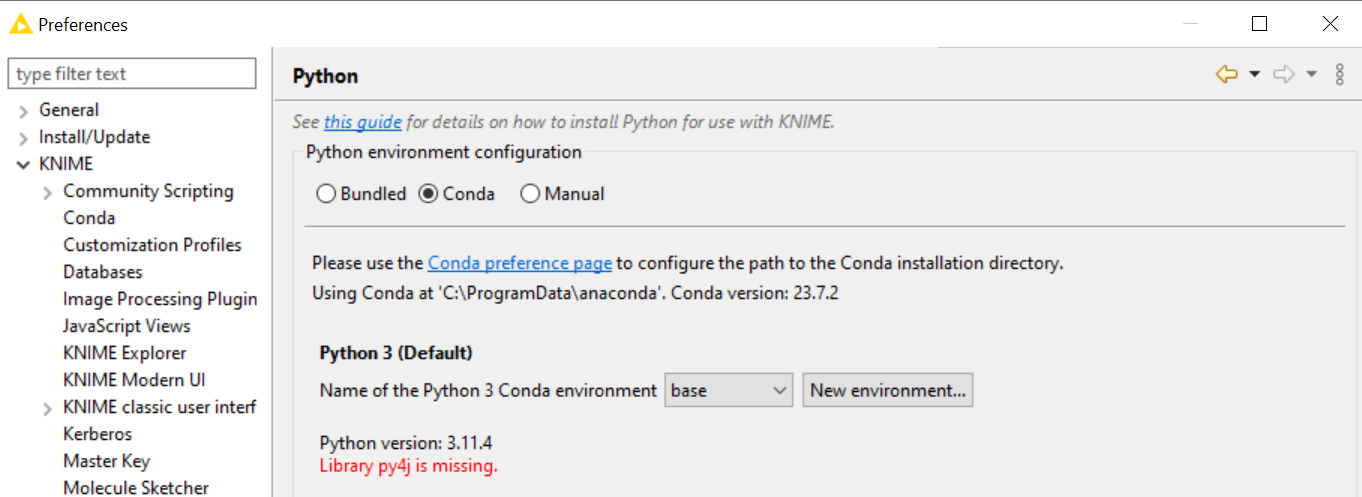 Preferences
type filter text
General
Install/Update
KNIME
Community Scripting
Conda
Customization Profiles
Databases
Image Processing Plugin
JavaScript Views
KNIME Explorer
KNIME Modern UI
KNIME classic user interf
Kerberos
Master Key
Molecule Sketcher
Python
See this guide for details on how to install Python for use with KNIME.
Python environment configuration
Bundled Conda Manual
Please use the Conda preference page to configure the path to the Conda installation directory.
Using Conda at 'C:\ProgramData\anaconda'. Conda version: 23.7.2
Python 3 (Default)
Name of the Python 3 Conda environment base New environment...
Python version: 3.11.4
Library py4j is missing.